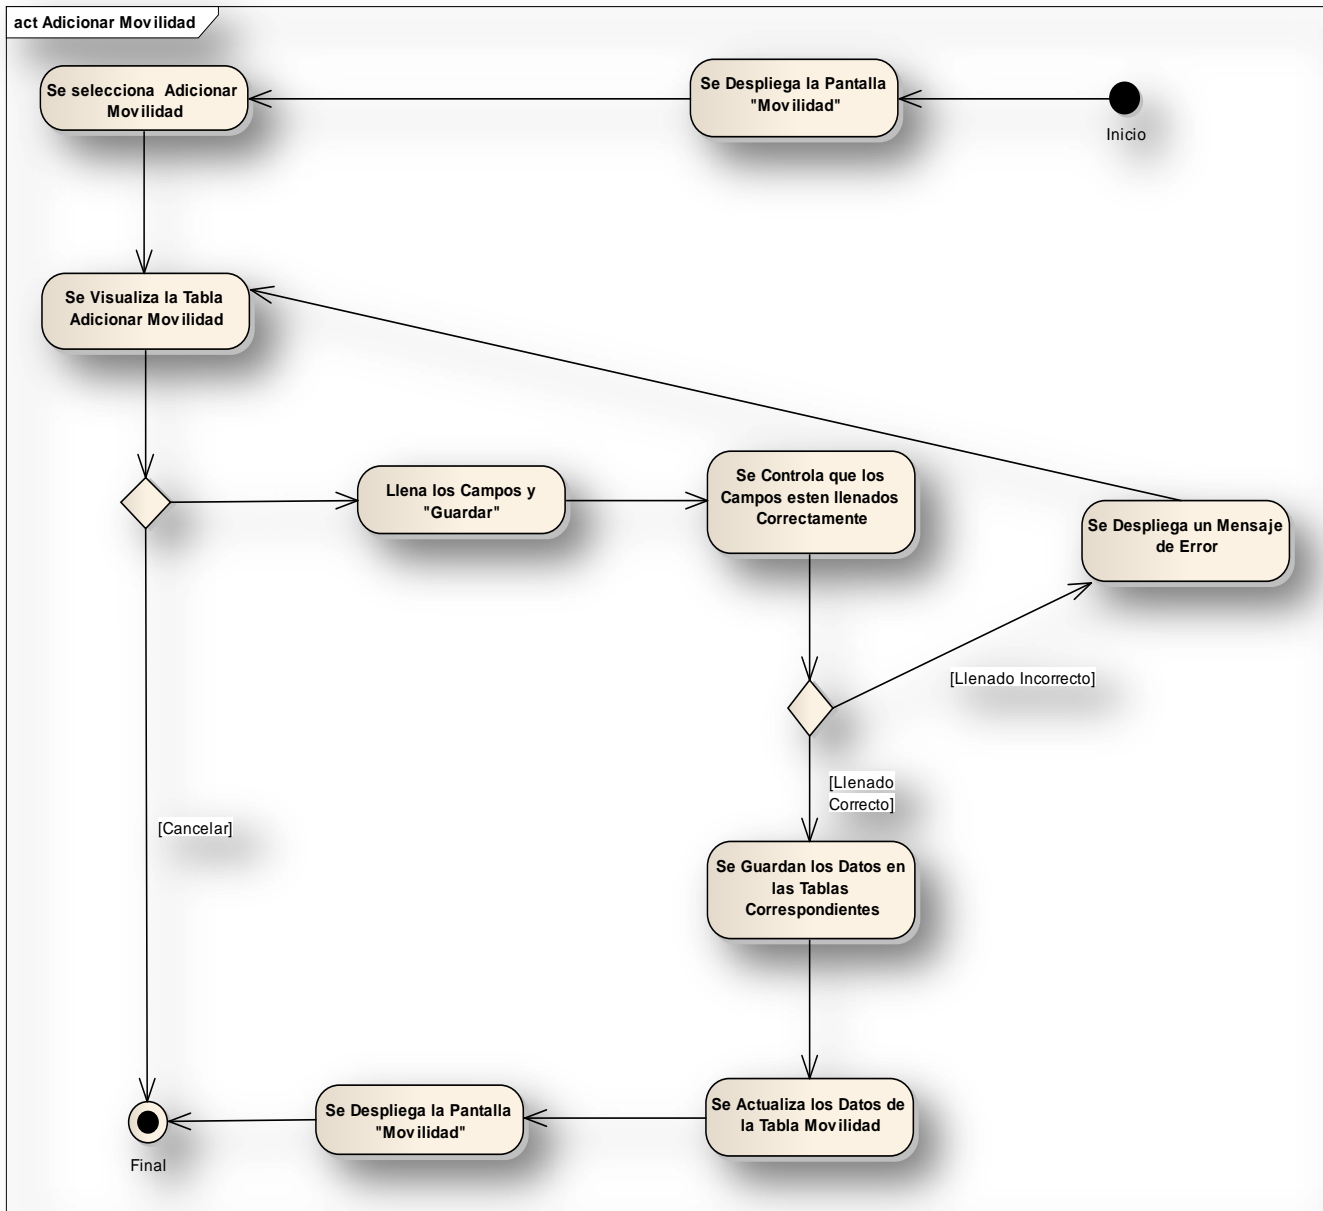 act Adicionar Movilidad
Se selecciona Adicionar
Movilidad
Se Despliega la Pantalla
"Movilidad"
Inicio
Se Visualiza la Tabla
Adicionar Movilidad
Llena los Campos y
"Guardar"
Se Controla que los
Campos esten llenados
Correctamente
Se Despliega un Mensaje
de Error
[Llenado Incorrecto]
[Llenado
Correcto]
[Cancelar]
Se Guardan los Datos en
las Tablas
Correspondientes
Se Despliega la Pantalla
"Movilidad"
Se Actualiza los Datos de
la Tabla Movilidad
Final